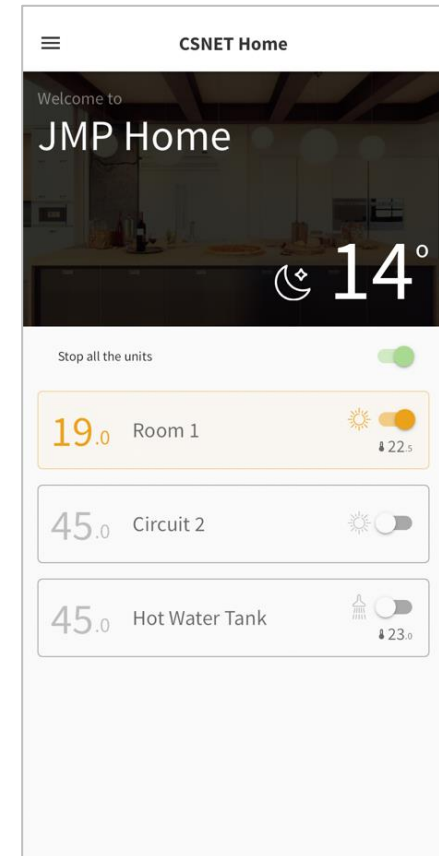 CSNET Home
Welcome to
JMP Home
14°
Stop all the units
19.0 Room 1
22.5
45.0 Circuit 2
45.0 Hot Water Tank
23.0